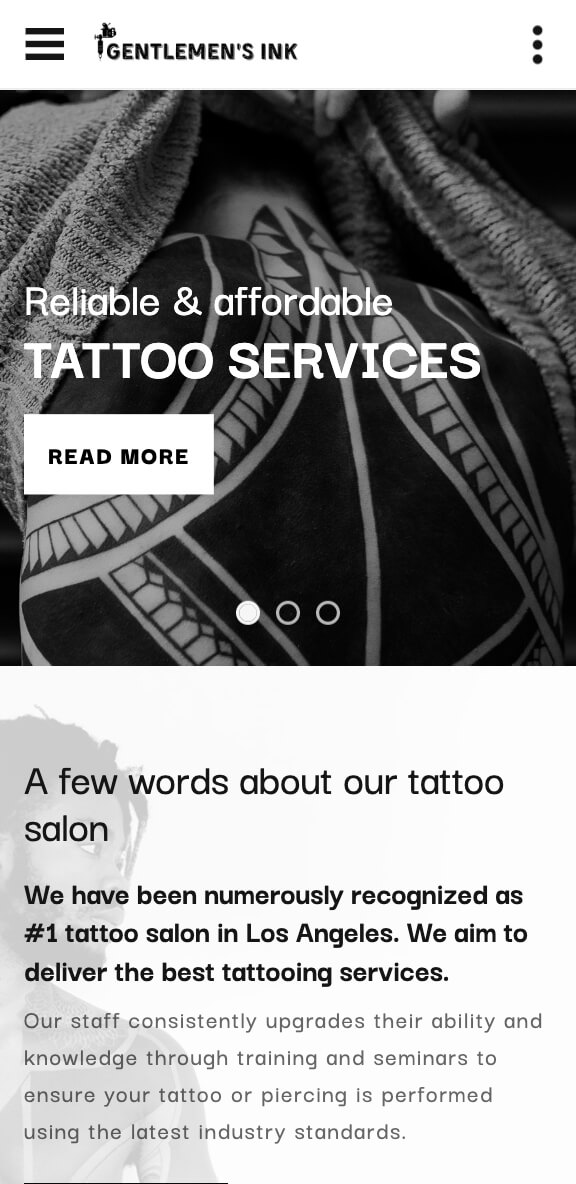 GENTLEMEN'S INK
Reliable & affordable
TATTOO SERVICES
READ MORE
A few words about our tattoo
salon
We have been numerously recognized as
#1 tattoo salon in Los Angeles. We aim to
deliver the best tattooing services.
Our staff consistently upgrades their ability and
knowledge through training and seminars to
ensure your tattoo or piercing is performed
using the latest industry standards.